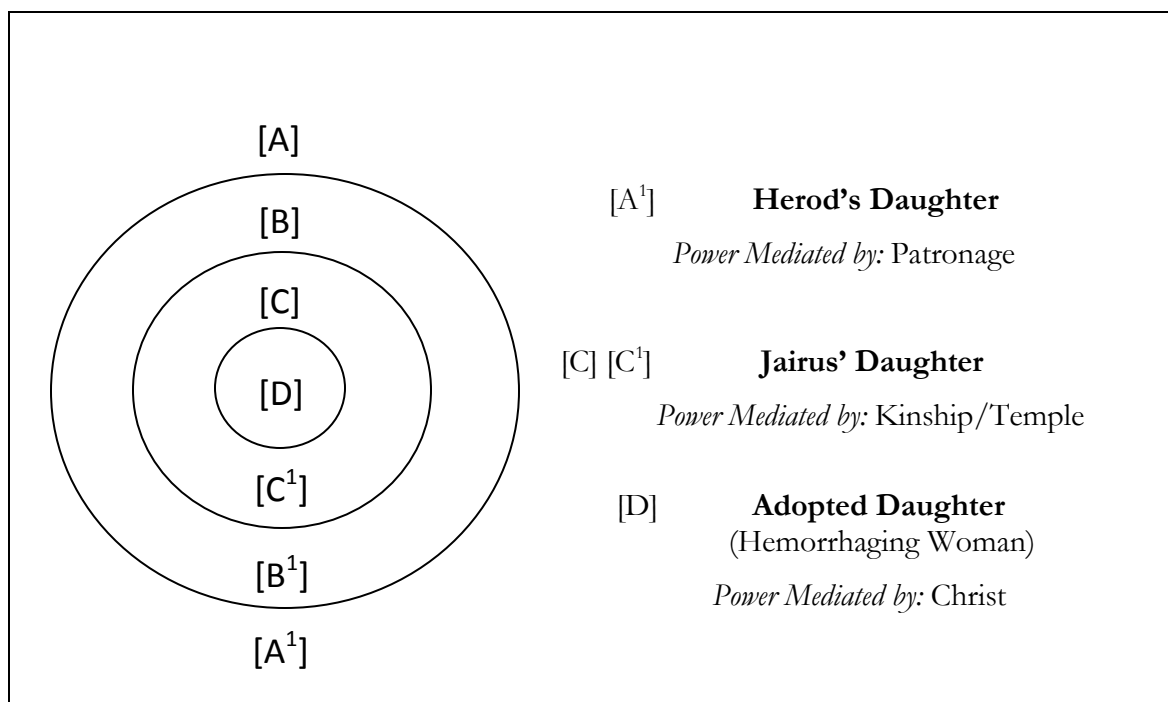 [A]
[B]
[C]
[D]
[C¹]
[B¹]
[A¹]
[A¹] Herod’s Daughter
Power Mediated by: Patronage
[C] [C¹] Jairus’ Daughter
Power Mediated by: Kinship/Temple
[D] Adopted Daughter
(Hemorrhaging Woman)
Power Mediated by: Christ